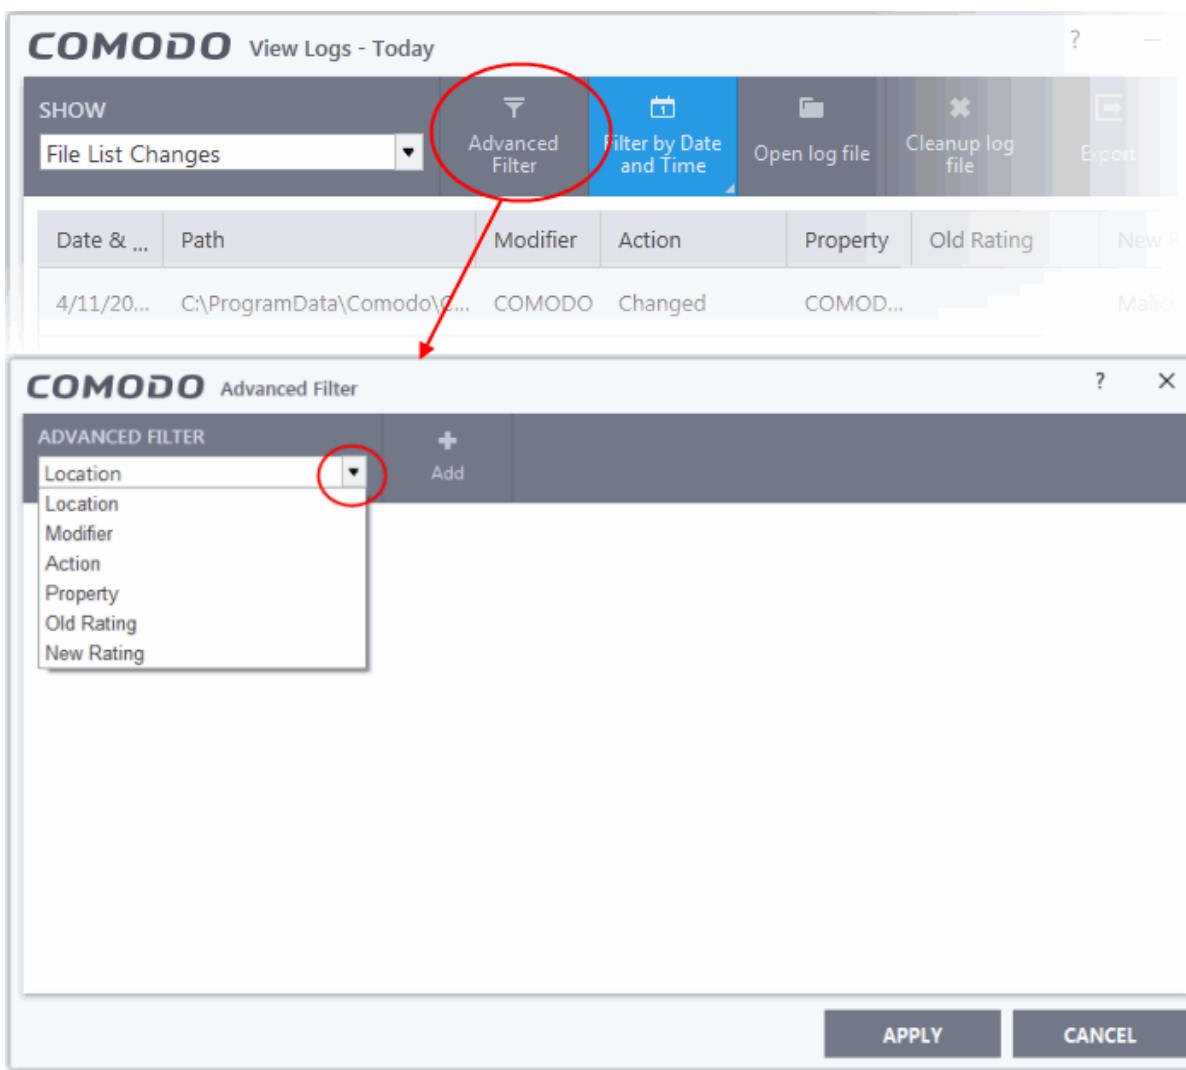 COMODO View Logs - Today ?
SHOW
File List Changes
Advanced
Filter
Filter by Date
and Time
Open log file
Cleanup log
file
Export
Date & ... Path Modifier Action Property Old Rating New R
4/11/20... C:\ProgramData\Comodo\C... COMODO Changed COMOD... Malici
COMODO Advanced Filter ?
ADVANCED FILTER
Location
Add
Location
Modifier
Action
Property
Old Rating
New Rating
APPLY CANCEL